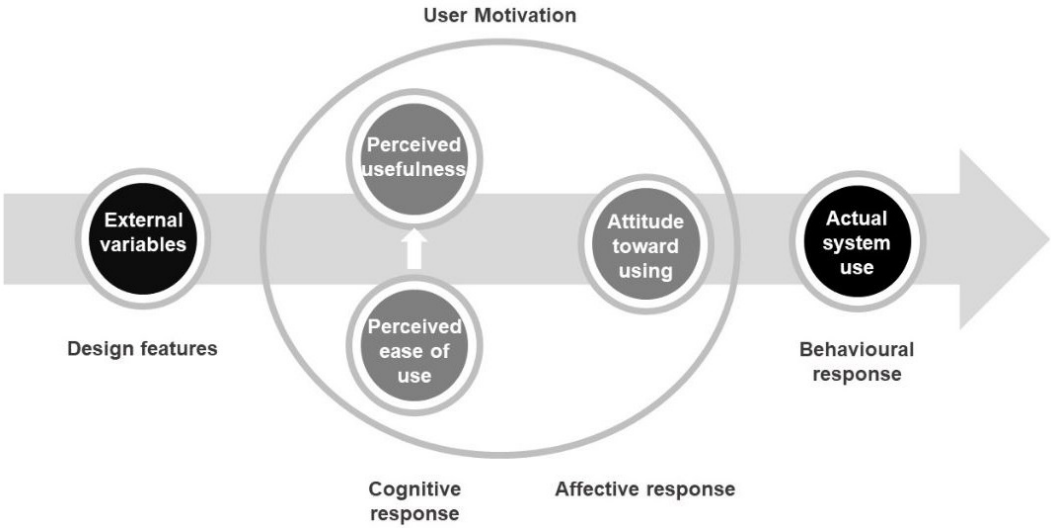 User Motivation
Perceived
usefulness
External
variables
Attitude
toward
using
Actual
system
use
Perceived
ease of
use
Design features
Behavioural
response
Cognitive
response
Affective response